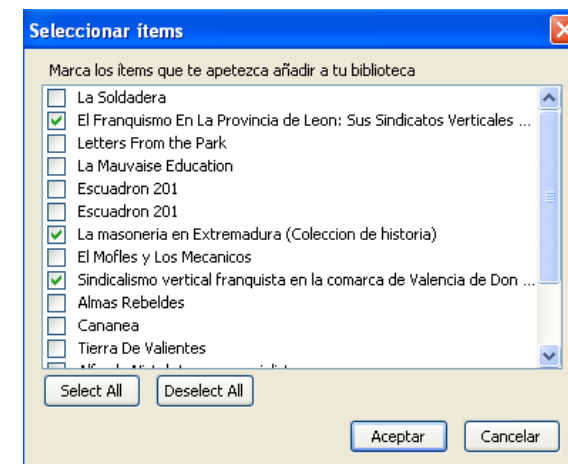 Seleccionar ítems
Marca los ítems que te apetezca añadir a tu biblioteca
La Soldadera
El Franquismo En La Provincia de Leon: Sus Sindicatos Verticales ...
Letters From the Park
La Mauvaise Education
Escuadron 201
Escuadron 201
La masoneria en Extremadura (Coleccion de historia)
El Mofles y Los Mecanicos
Sindicalismo vertical franquista en la comarca de Valencia de Don ...
Almas Rebeldes
Cananea
Tierra De Valientes
Select All Deselect All
Aceptar Cancelar